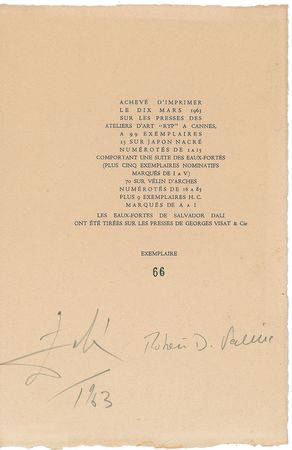 ACHEVÉ D'IMPRIMER
LE DIX MARS 1963
SUR LES PRESSES DES
ATELIERS D'ART "RYP" A CANNES,
A 99 EXEMPLAIRES
15 SUR JAPON NACRÉ
NUMÉROTÉS DE 1 A 15
COMPORTANT UNE SUITE DES EAUX-FORTES
(PLUS CINQ EXEMPLAIRES NOMINATIFS
MARQUÉS DE I A V)
70 SUR VÉLIN D'ARCHES
NUMÉROTÉS DE 16 A 85
PLUS 9 EXEMPLAIRES H. C.
MARQUÉS DE A A I
LES EAUX-FORTES DE SALVADOR DALI
ONT ÉTÉ TIRÉES SUR LES PRESSES DE GEORGES VISAT & Cie
EXEMPLAIRE
66
Dalí
1963
D.